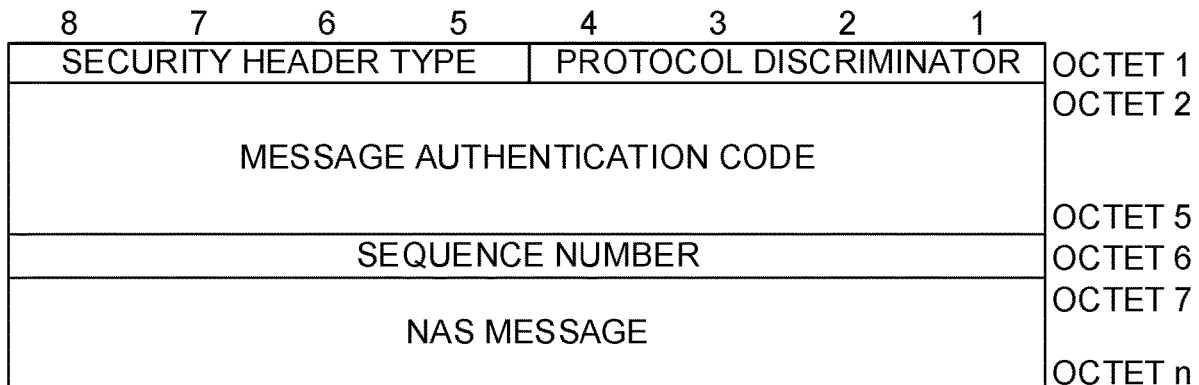 8 7 6 5 4 3 2 1
SECURITY HEADER TYPE PROTOCOL DISCRIMINATOR OCTET 1
OCTET 2
MESSAGE AUTHENTICATION CODE
OCTET 5
SEQUENCE NUMBER OCTET 6
OCTET 7
NAS MESSAGE
OCTET n